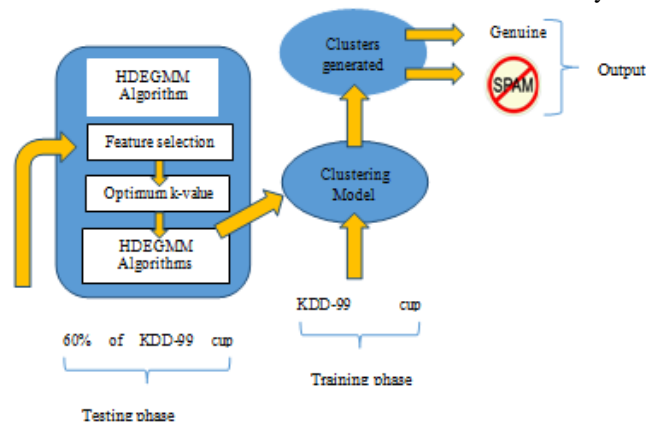 HDEGMM
Algorithm
Feature selection
Optimum k-value
HDEGMM
Algorithms
60% of KDD-99 cup
Testing phase
Clusters
generated
Clustering
Model
KDD-99 cup
Training phase
Genuine
SPAM
Output